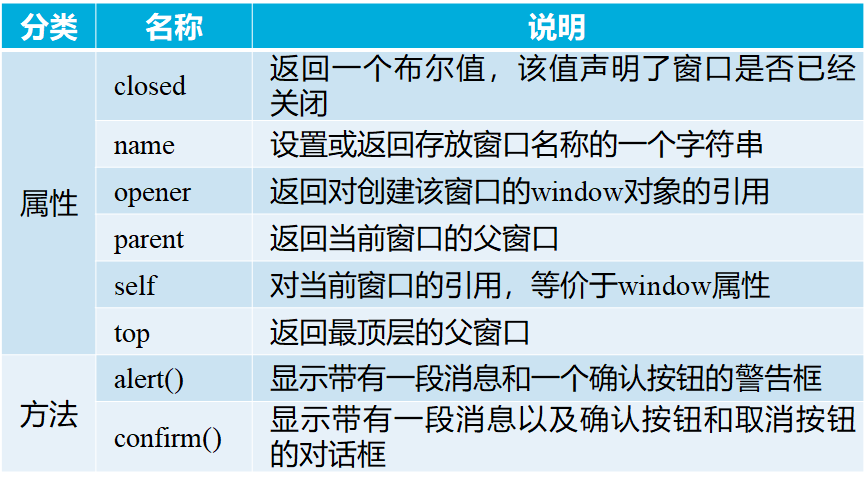 分类 名称 说明
属性 closed 返回一个布尔值，该值声明了窗口是否已经
关闭
name 设置或返回存放窗口名称的一个字符串
opener 返回对创建该窗口的window对象的引用
parent 返回当前窗口的父窗口
self 对当前窗口的引用，等价于window属性
top 返回最顶层的父窗口
方法 alert() 显示带有一段消息和一个确认按钮的警告框
confirm() 显示带有一段消息以及确认按钮和取消按钮
的对话框